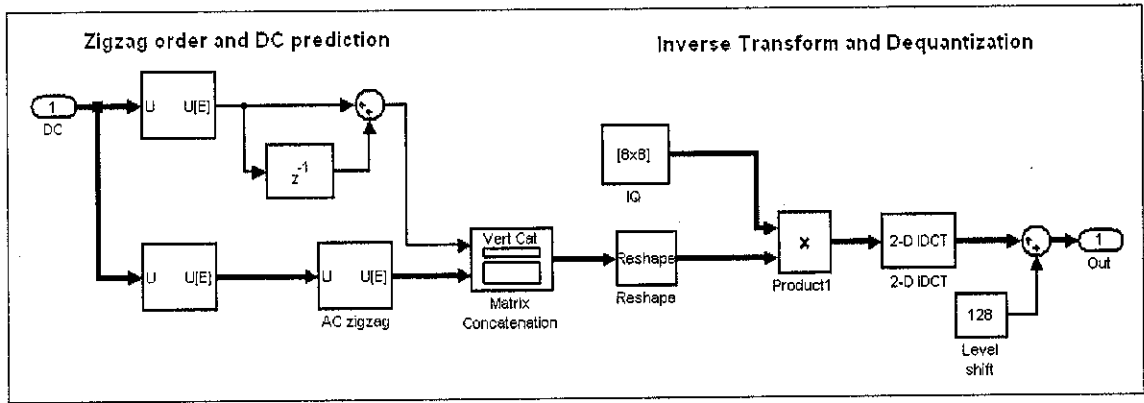 Zigzag order and DC prediction
Inverse Transform and Dequantization
1
DC
U U[E]
z-1
++
[8x8]
IQ
U U[E]
U U[E]
AC zigzag
Vert Cat
Matrix
Concatenation
Reshape
Reshape
×
Product1
2-D IDCT
2-D IDCT
++
1
Out
128
Level
shift